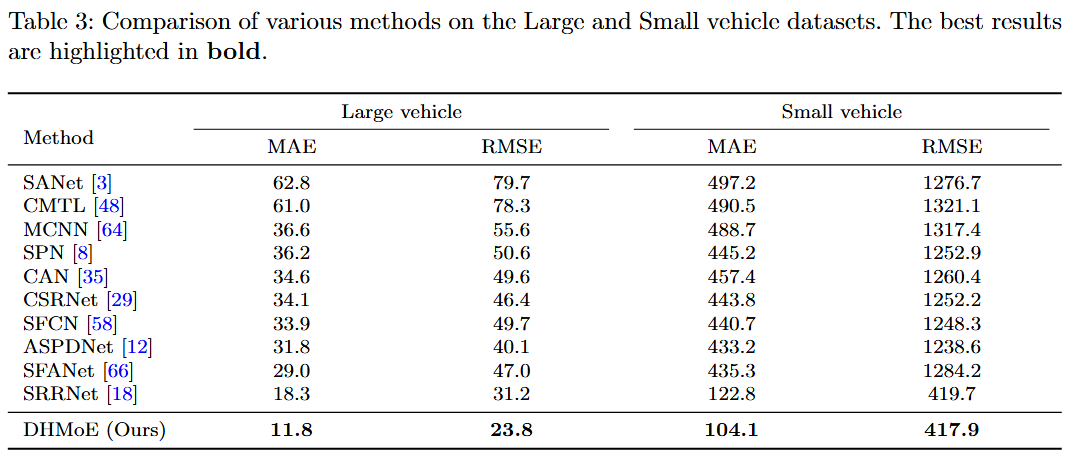 Table 3: Comparison of various methods on the Large and Small vehicle datasets. The best results
are highlighted in bold.
Method Large vehicle Small vehicle
MAE RMSE MAE RMSE
SANet [3] 62.8 79.7 497.2 1276.7
CMTL [48] 61.0 78.3 490.5 1321.1
MCNN [64] 36.6 55.6 488.7 1317.4
SPN [8] 36.2 50.6 445.2 1252.9
CAN [35] 34.6 49.6 457.4 1260.4
CSRNet [29] 34.1 46.4 443.8 1252.2
SFCN [58] 33.9 49.7 440.7 1248.3
ASPDNet [12] 31.8 40.1 433.2 1238.6
SFANet [66] 29.0 47.0 435.3 1284.2
SRRNet [18] 18.3 31.2 122.8 419.7
DHMoE (Ours) 11.8 23.8 104.1 417.9